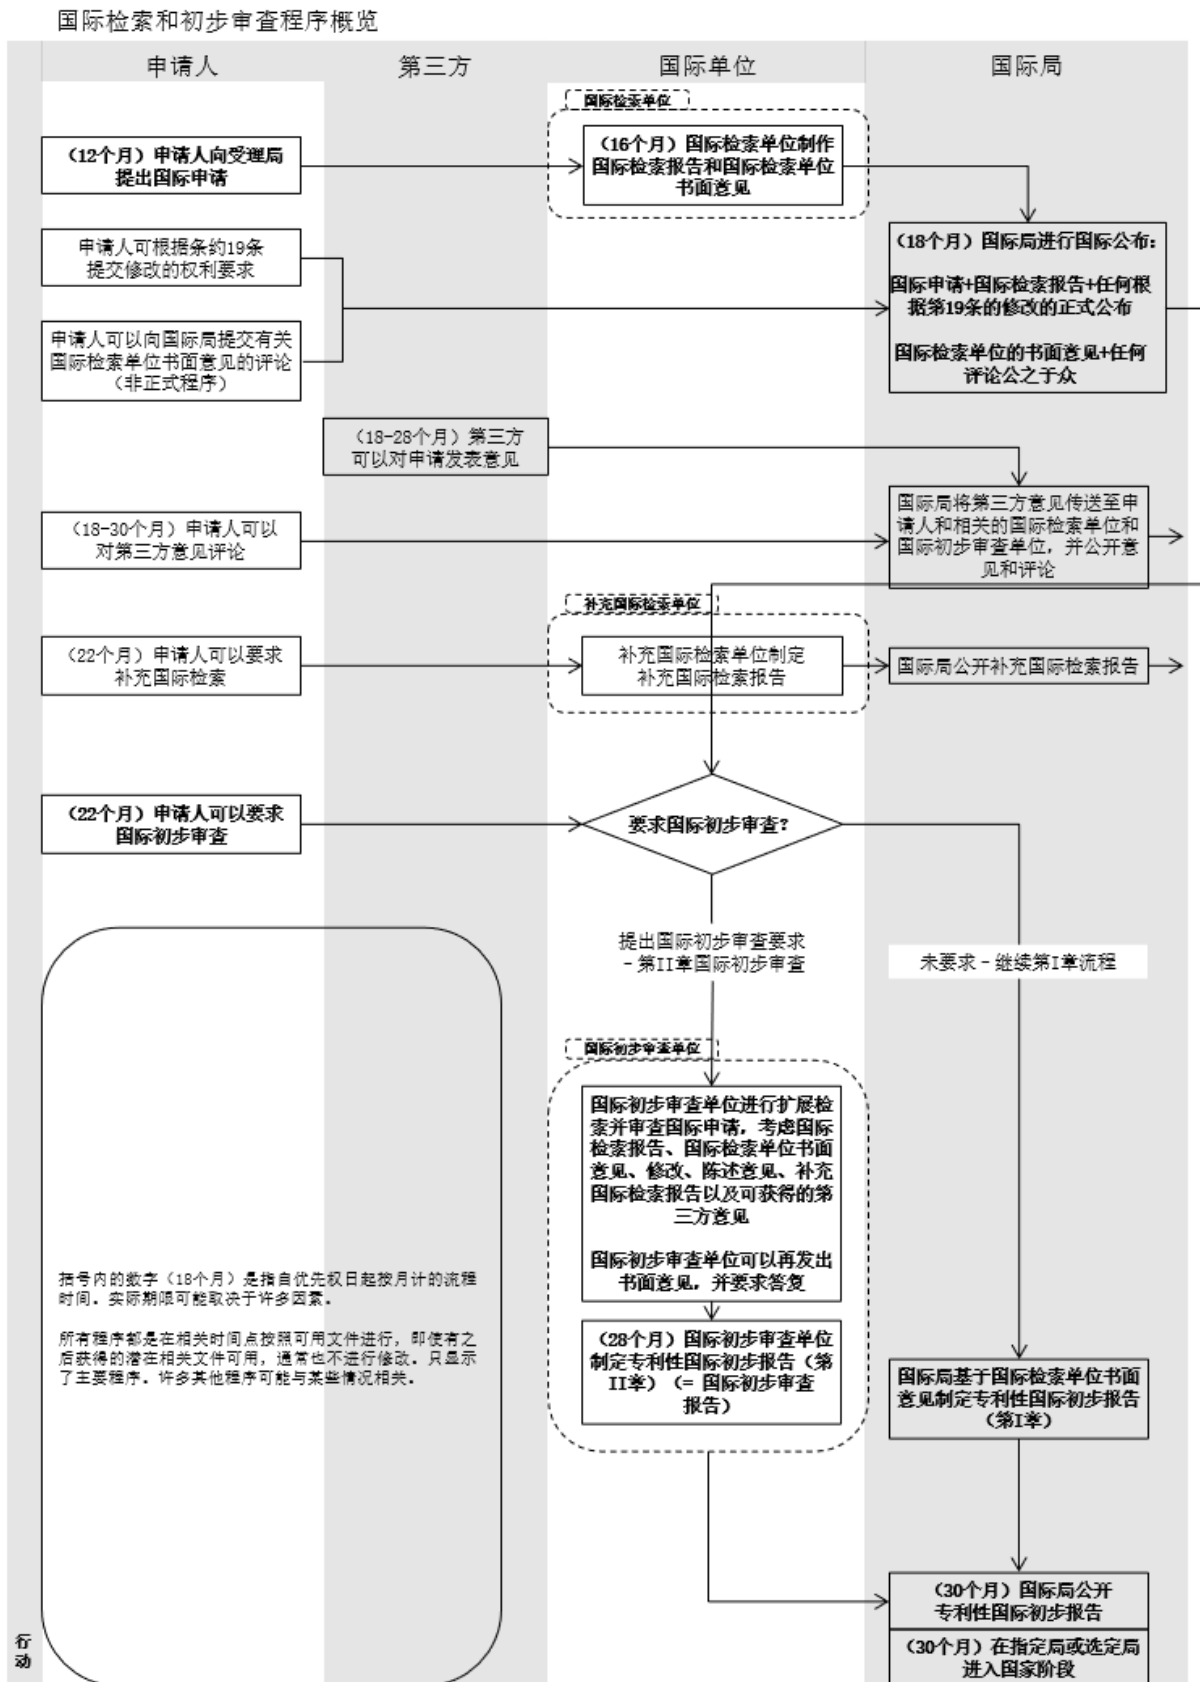 国际检索和初步审查程序概览
申请人
第三方
国际单位
国际局
国际检索单位
（12个月）申请人向受理局
提出国际申请
（16个月）国际检索单位制作
国际检索报告和国际检索单位
书面意见
申请人可根据条约19条
提交修改的权利要求
（18个月）国际局进行国际公布：
国际申请+国际检索报告+任何根
据第19条的修改的正式公布
国际检索单位的书面意见+任何
评论公之于众
申请人可以向国际局提交有关
国际检索单位书面意见的评论
（非正式程序）
（18-28个月）第三方
可以对申请发表意见
（18-30个月）申请人可以
对第三方意见评论
国际局将第三方意见传送至申
请人和相关的国际检索单位和
国际初步审查单位，并公开意
见和评论
补充国际检索单位
（22个月）申请人可以要求
补充国际检索
补充国际检索单位制定
补充国际检索报告
国际局公开补充国际检索报告
（22个月）申请人可以要求
国际初步审查
要求国际初步审查？
提出国际初步审查要求
- 第II章国际初步审查
未要求 - 继续第I章流程
国际初步审查单位
国际初步审查单位进行扩展检
索并审查国际申请，考虑国际
检索报告、国际检索单位书面
意见、修改、陈述意见、补充
国际检索报告以及可获得的第
三方意见
国际初步审查单位可以再发出
书面意见，并要求答复
（28个月）国际初步审查单位
制定专利性国际初步报告（第
II章）（= 国际初步审查
报告）
括号内的数字（18个月）是指自优先权日起按月计的流程
时间。实际期限可能取决于许多因素。
所有程序都是在相关时间点按照可用文件进行，即使有之
后获得的潜在相关文件可用，通常也不进行修改。只显示
了主要程序。许多其他程序可能与某些情况相关。
国际局基于国际检索单位书面
意见制定专利性国际初步报告
（第I章）
（30个月）国际局公开
专利性国际初步报告
（30个月）在指定局或选定局
进入国家阶段
行
动